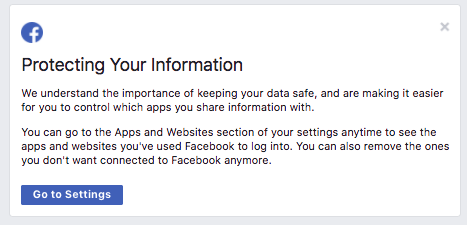 Protecting Your Information
We understand the importance of keeping your data safe, and are making it easier
for you to control which apps you share information with.
You can go to the Apps and Websites section of your settings anytime to see the
apps and websites you've used Facebook to log into. You can also remove the ones
you don't want connected to Facebook anymore.
Go to Settings